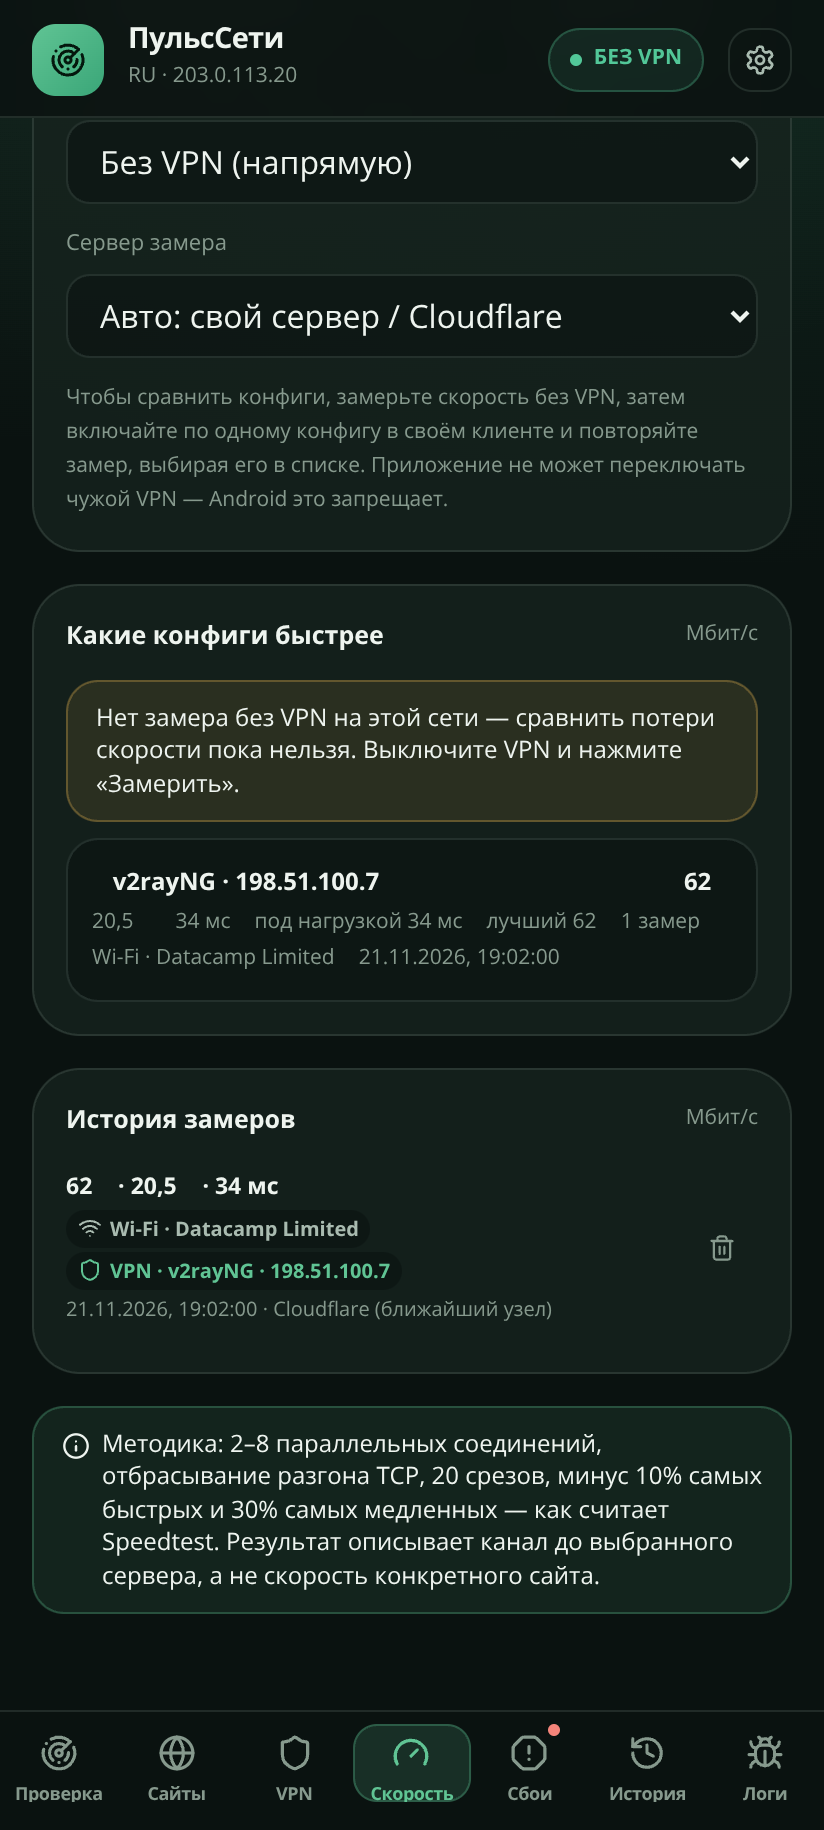 ПульсСети
RU · 203.0.113.20
БЕЗ VPN
Без VPN (напрямую)
Сервер замера
Авто: свой сервер / Cloudflare
Чтобы сравнить конфиги, замерьте скорость без VPN, затем
включайте по одному конфигу в своём клиенте и повторяйте
замер, выбирая его в списке. Приложение не может переключать
чужой VPN — Android это запрещает.
Какие конфиги быстрее
Мбит/с
Нет замера без VPN на этой сети — сравнить потери
скорости пока нельзя. Выключите VPN и нажмите
«Замерить».
v2rayNG · 198.51.100.7
62
20,5 34 мс под нагрузкой 34 мс лучший 62 1 замер
Wi-Fi · Datacamp Limited 21.11.2026, 19:02:00
История замеров
Мбит/с
62 · 20,5 · 34 мс
Wi-Fi · Datacamp Limited
VPN · v2rayNG · 198.51.100.7
21.11.2026, 19:02:00 · Cloudflare (ближайший узел)
Методика: 2–8 параллельных соединений,
отбрасывание разгона TCP, 20 срезов, минус 10% самых
быстрых и 30% самых медленных — как считает
Speedtest. Результат описывает канал до выбранного
сервера, а не скорость конкретного сайта.
Проверка
Сайты
VPN
Скорость
Сбои
История
Логи